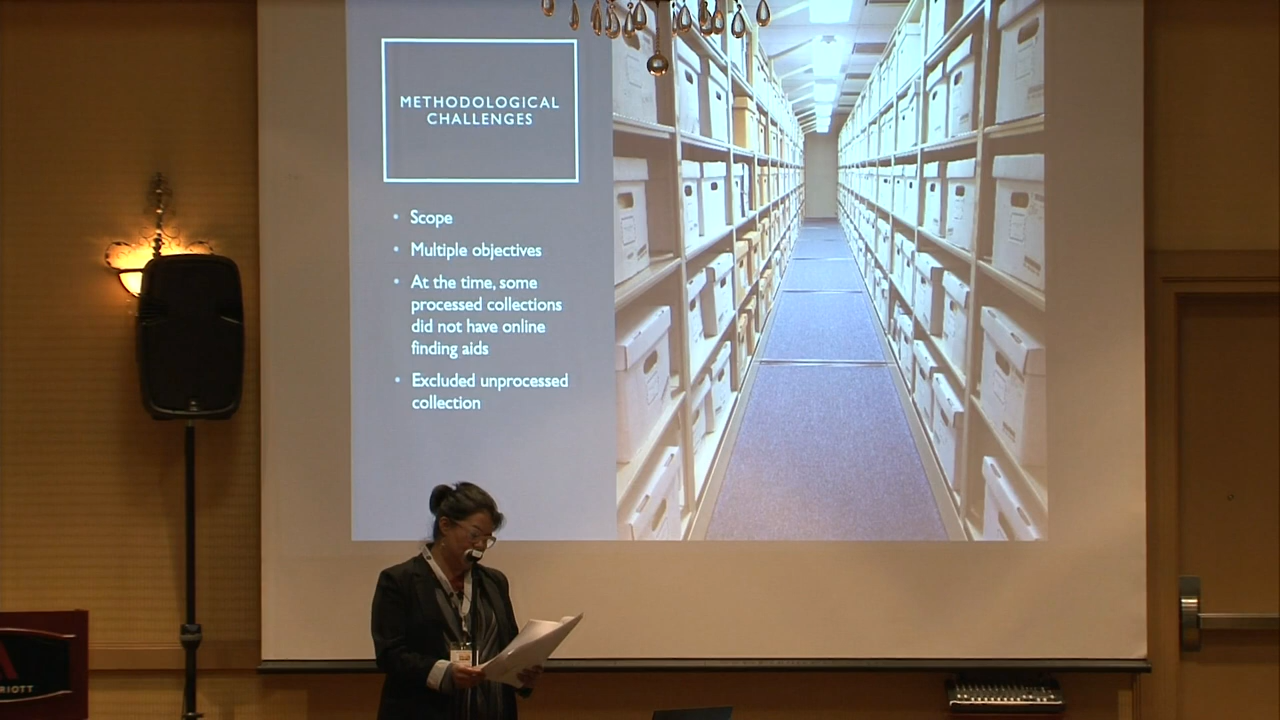 METHODOLOGICAL
CHALLENGES
• Scope
• Multiple objectives
• At the time, some
processed collections
did not have online
finding aids
• Excluded unprocessed
collection
RIOTT